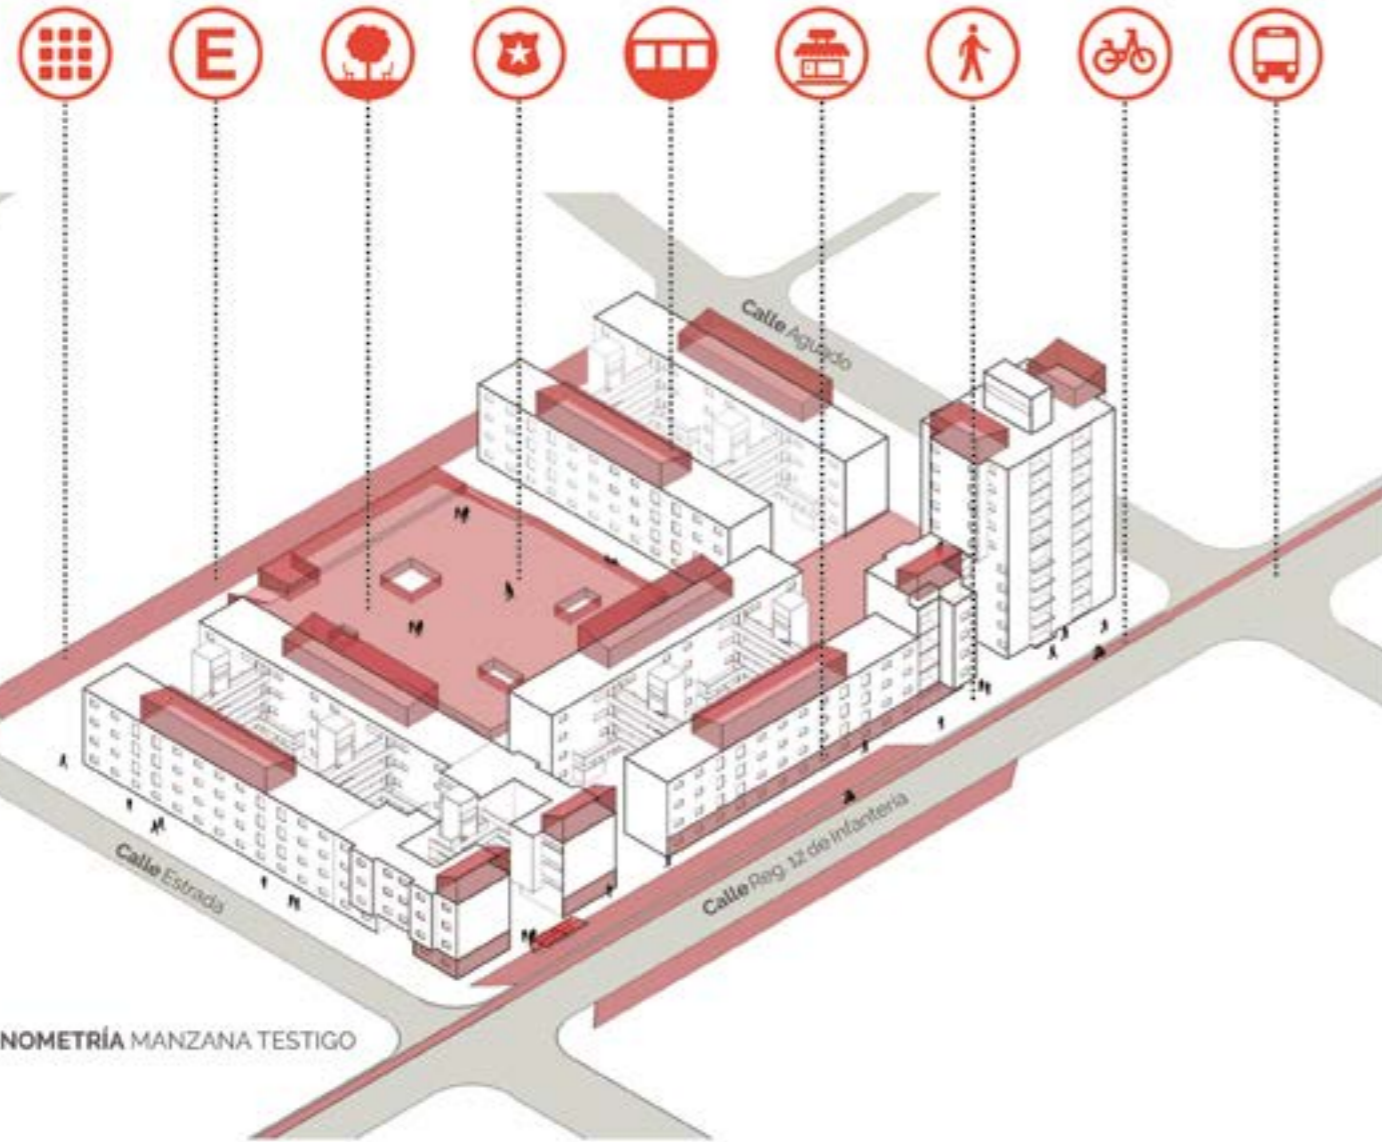 E
Calle Aguado
Calle Reg. 12 de Infantería
Calle Estrada
NOMETRÍA MANZANA TESTIGO